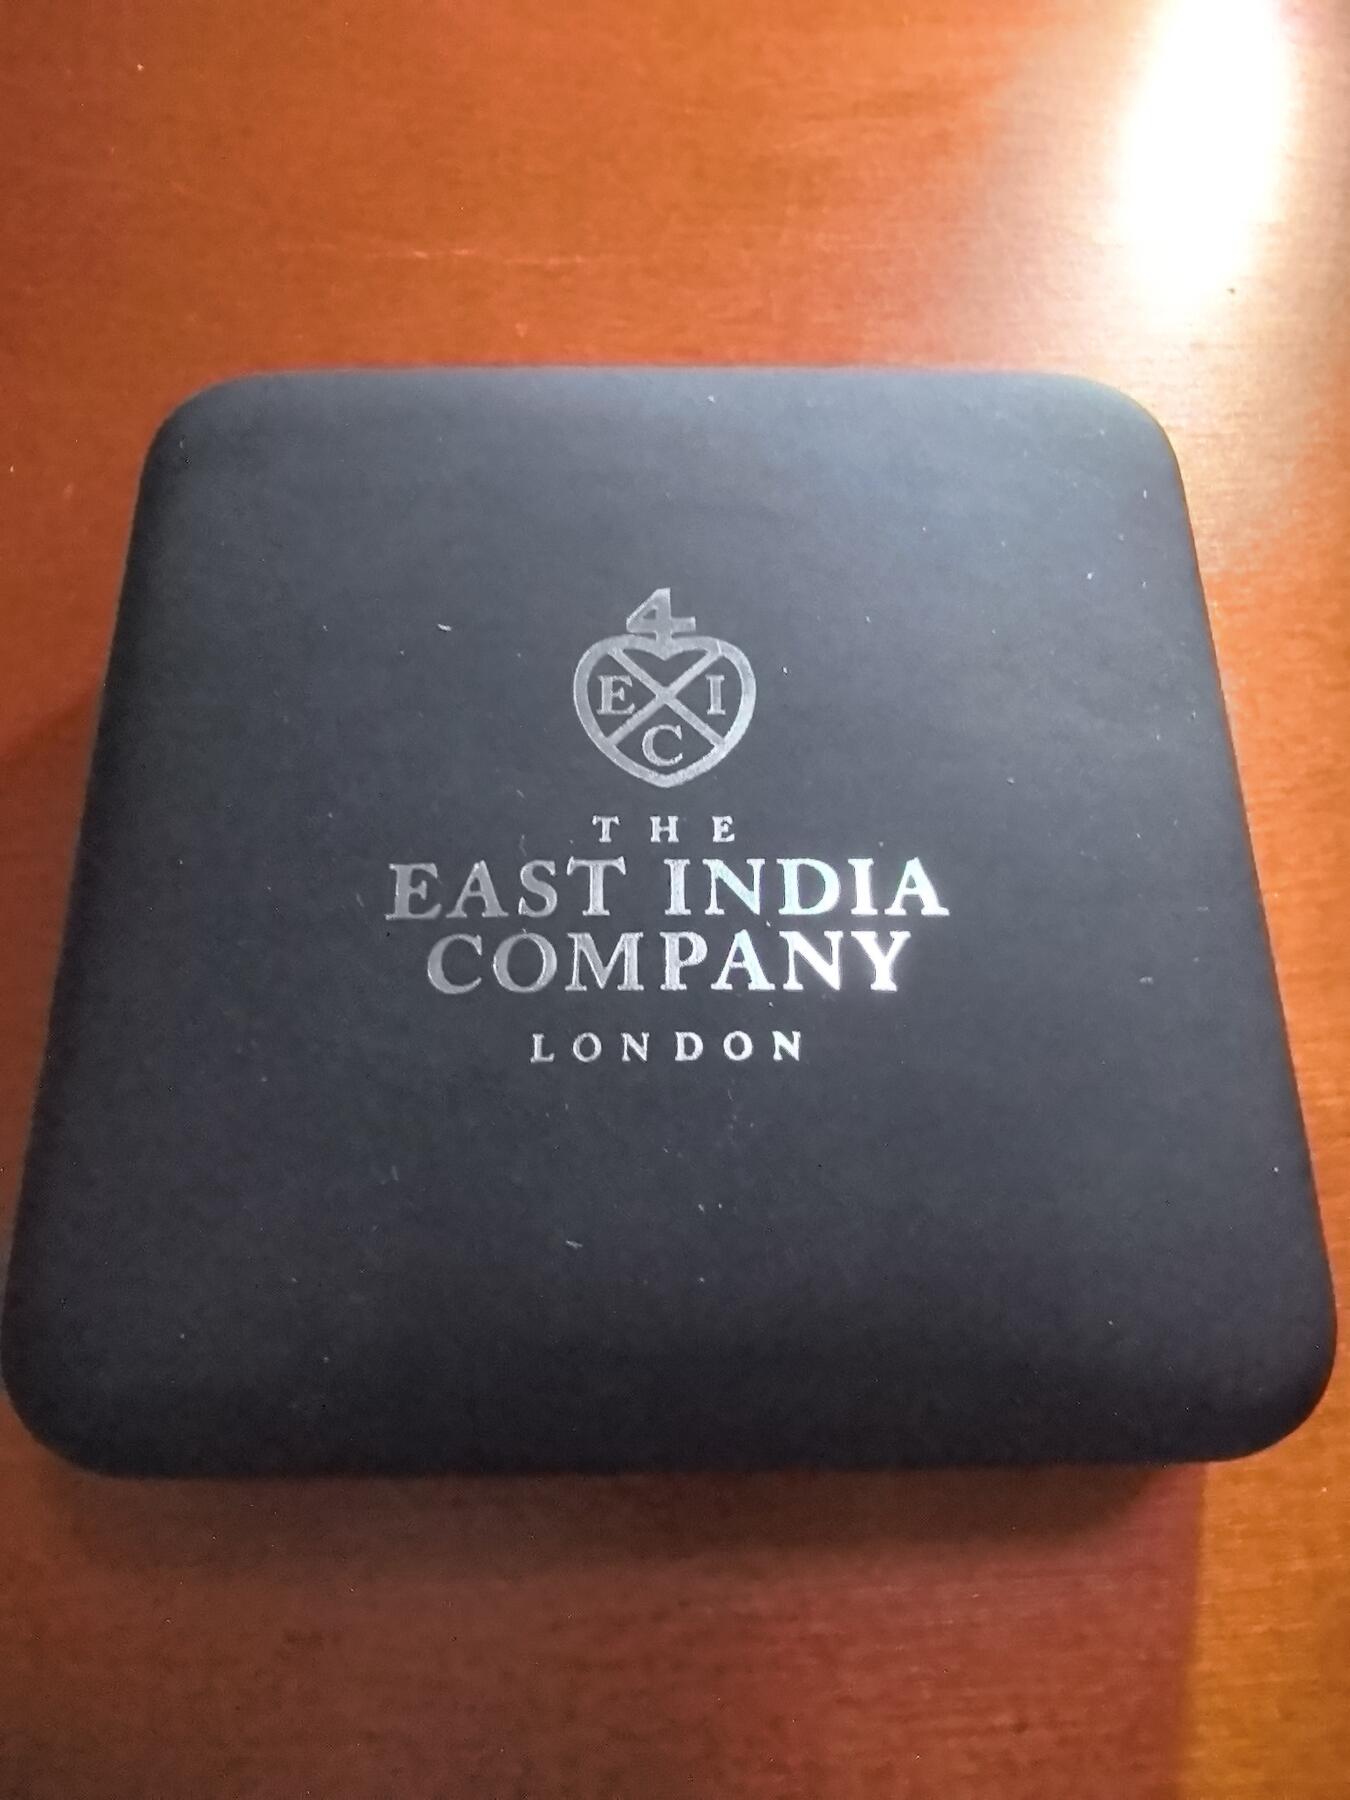 4
E I
C
THE
EAST INDIA
COMPANY
LONDON